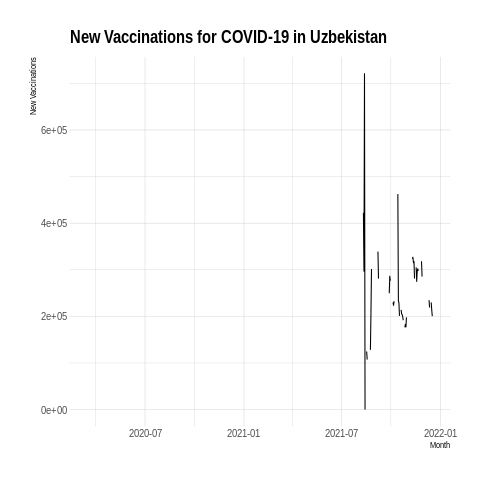 New Vaccinations for COVID-19 in Uzbekistan
New Vaccinations
6e+05
4e+05
2e+05
0e+00
2020-07
2021-01
2021-07
2022-01
Month